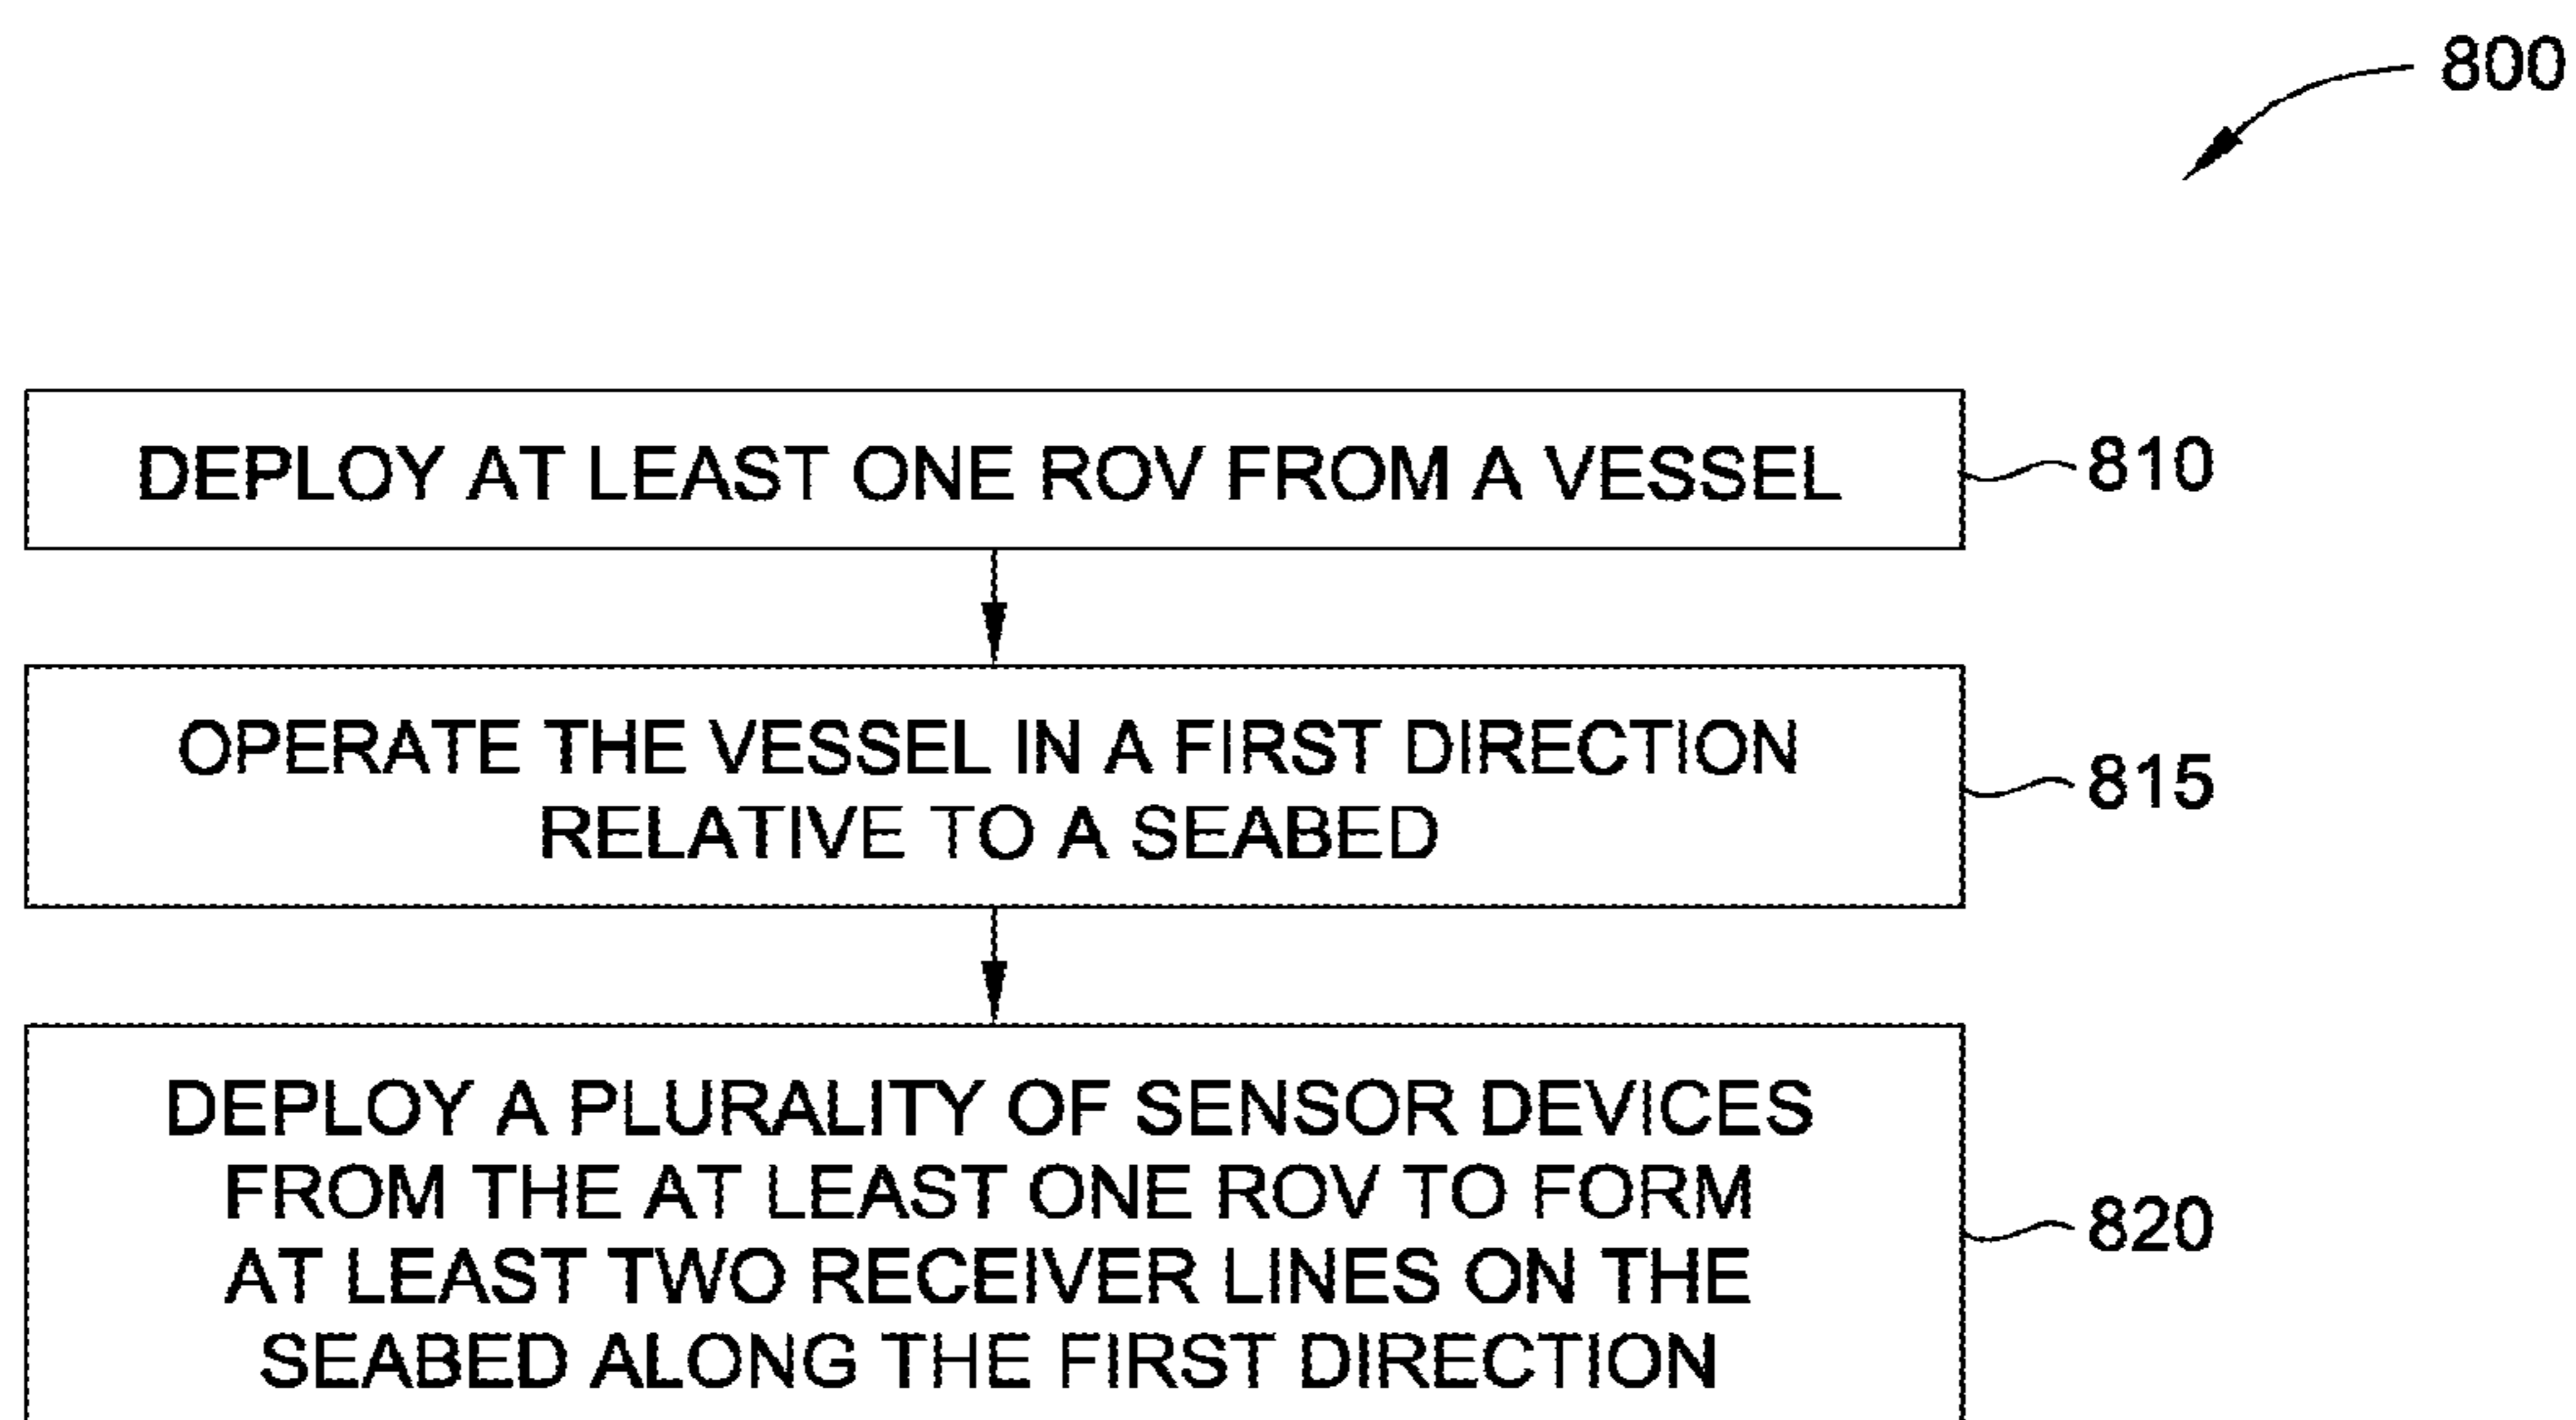 800
DEPLOY AT LEAST ONE ROV FROM A VESSEL
810
OPERATE THE VESSEL IN A FIRST DIRECTION
RELATIVE TO A SEABED
815
DEPLOY A PLURALITY OF SENSOR DEVICES
FROM THE AT LEAST ONE ROV TO FORM
AT LEAST TWO RECEIVER LINES ON THE
SEABED ALONG THE FIRST DIRECTION
820